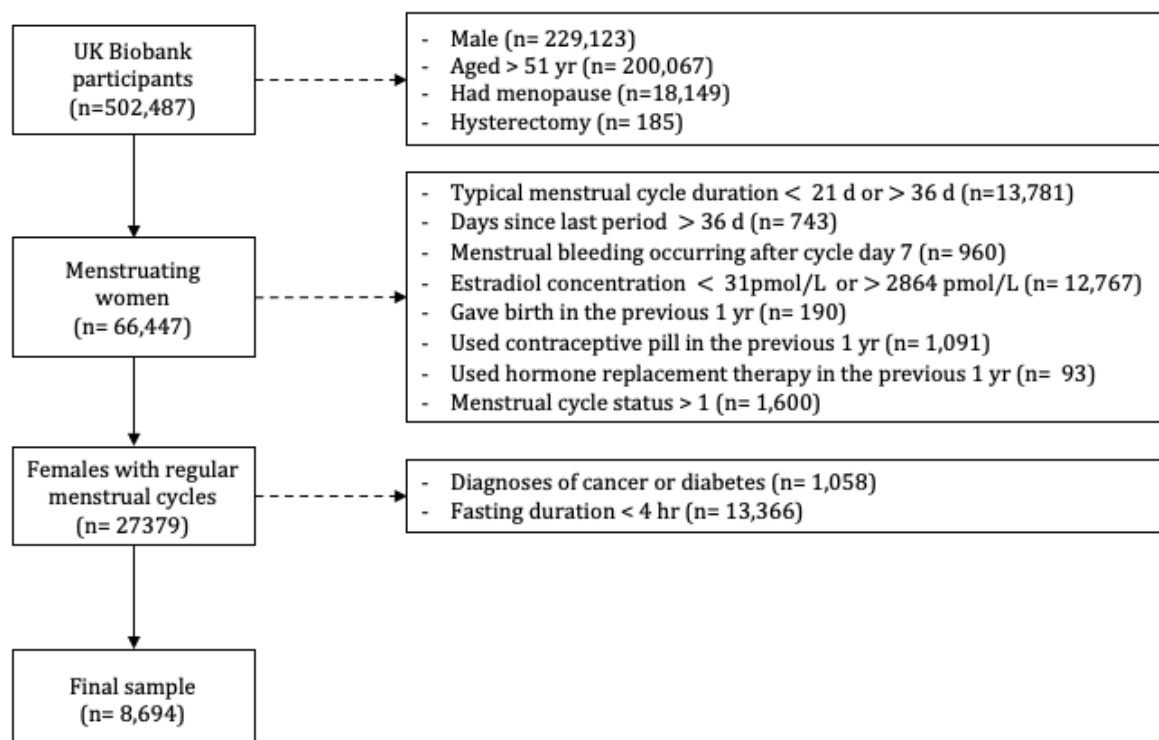 UK Biobank
participants
(n=502,487)
- Male (n= 229,123)
- Aged > 51 yr (n= 200,067)
- Had menopause (n=18,149)
- Hysterectomy (n= 185)
Menstruating
women
(n= 66,447)
- Typical menstrual cycle duration < 21 d or > 36 d (n=13,781)
- Days since last period > 36 d (n= 743)
- Menstrual bleeding occurring after cycle day 7 (n= 960)
- Estradiol concentration < 31pmol/L or > 2864 pmol/L (n= 12,767)
- Gave birth in the previous 1 yr (n= 190)
- Used contraceptive pill in the previous 1 yr (n= 1,091)
- Used hormone replacement therapy in the previous 1 yr (n= 93)
- Menstrual cycle status > 1 (n= 1,600)
Females with regular
menstrual cycles
(n= 27379)
- Diagnoses of cancer or diabetes (n= 1,058)
- Fasting duration < 4 hr (n= 13,366)
Final sample
(n= 8,694)